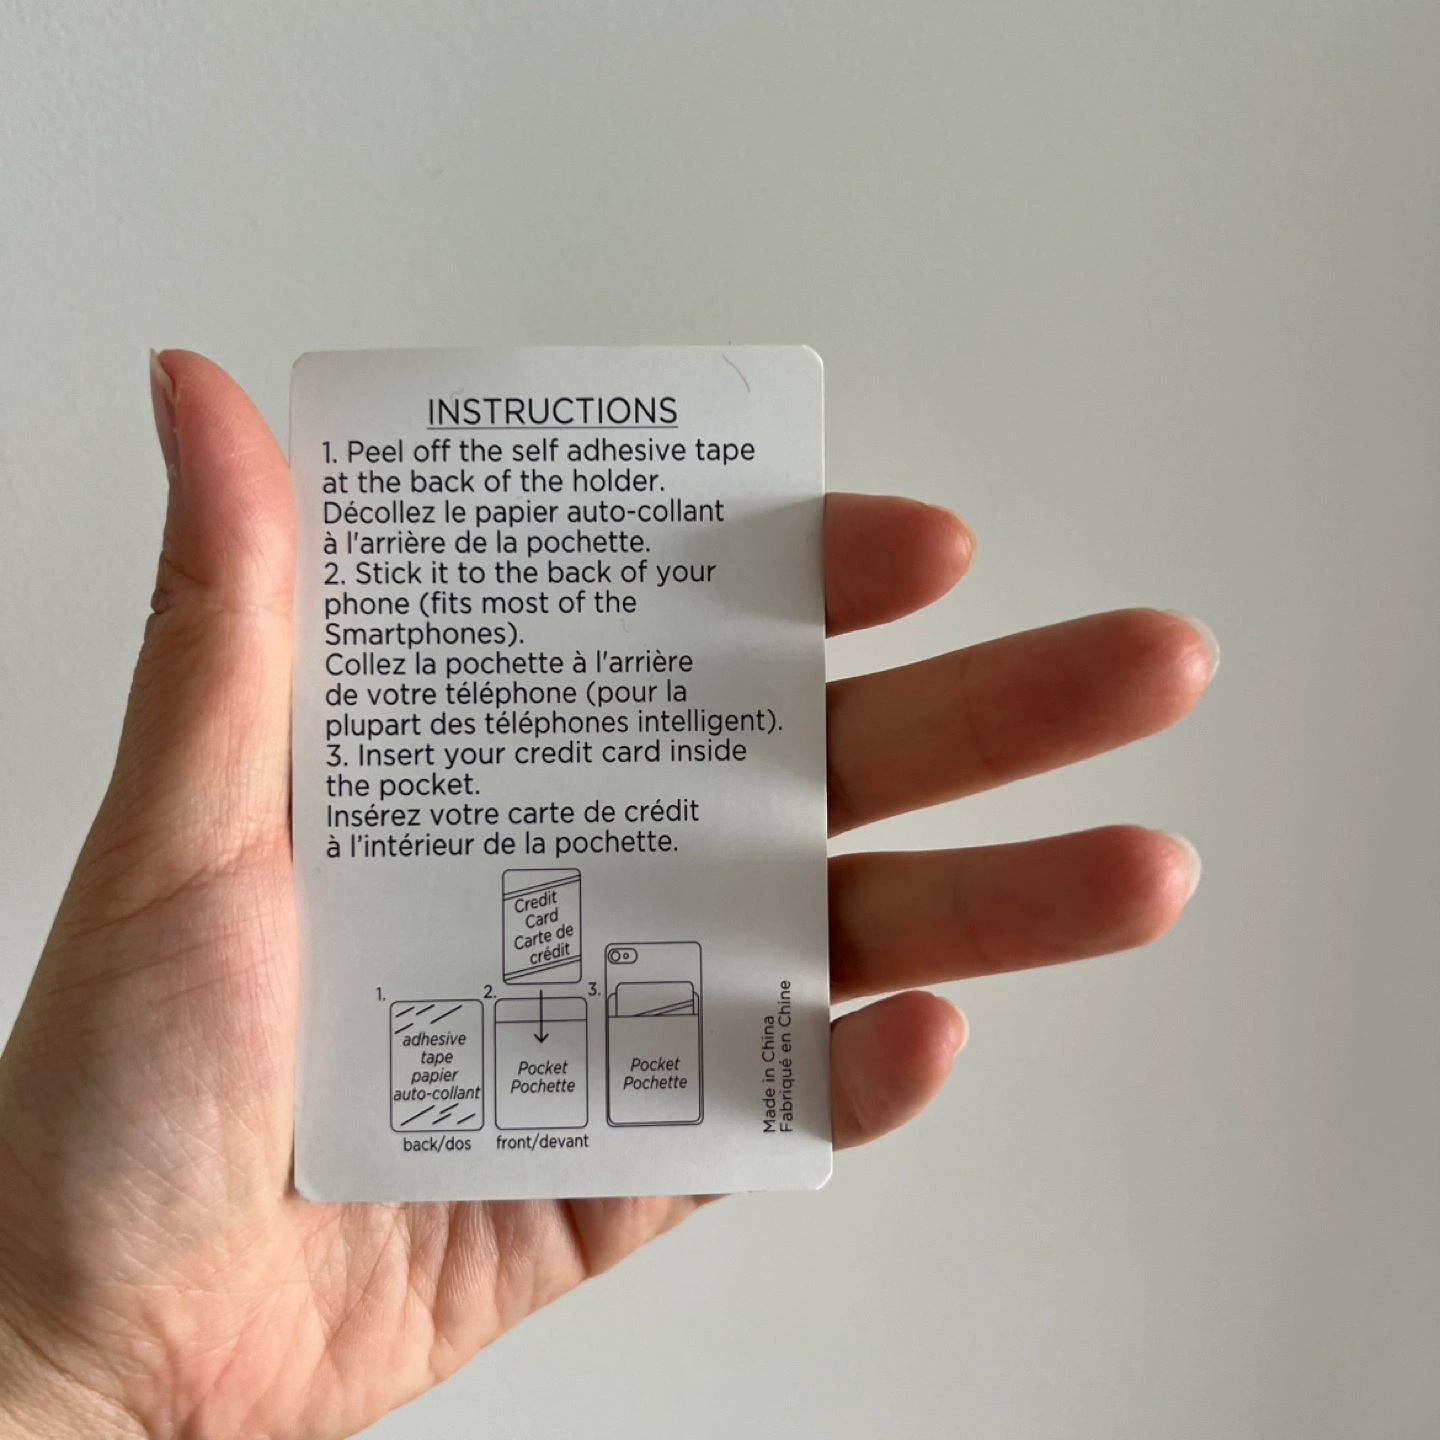 INSTRUCTIONS
1. Peel off the self adhesive tape
at the back of the holder.
Décollez le papier auto-collant
à l'arrière de la pochette.
2. Stick it to the back of your
phone (fits most of the
Smartphones).
Collez la pochette à l'arrière
de votre téléphone (pour la
plupart des téléphones intelligent).
3. Insert your credit card inside
the pocket.
Insérez votre carte de crédit
à l'intérieur de la pochette.
Credit
Card
Carte de
crédit
1.
adhesive
tape
papier
auto-collant
back/dos
2.
Pocket
Pochette
front/devant
3.
Pocket
Pochette
Made in China
Fabriqué en Chine